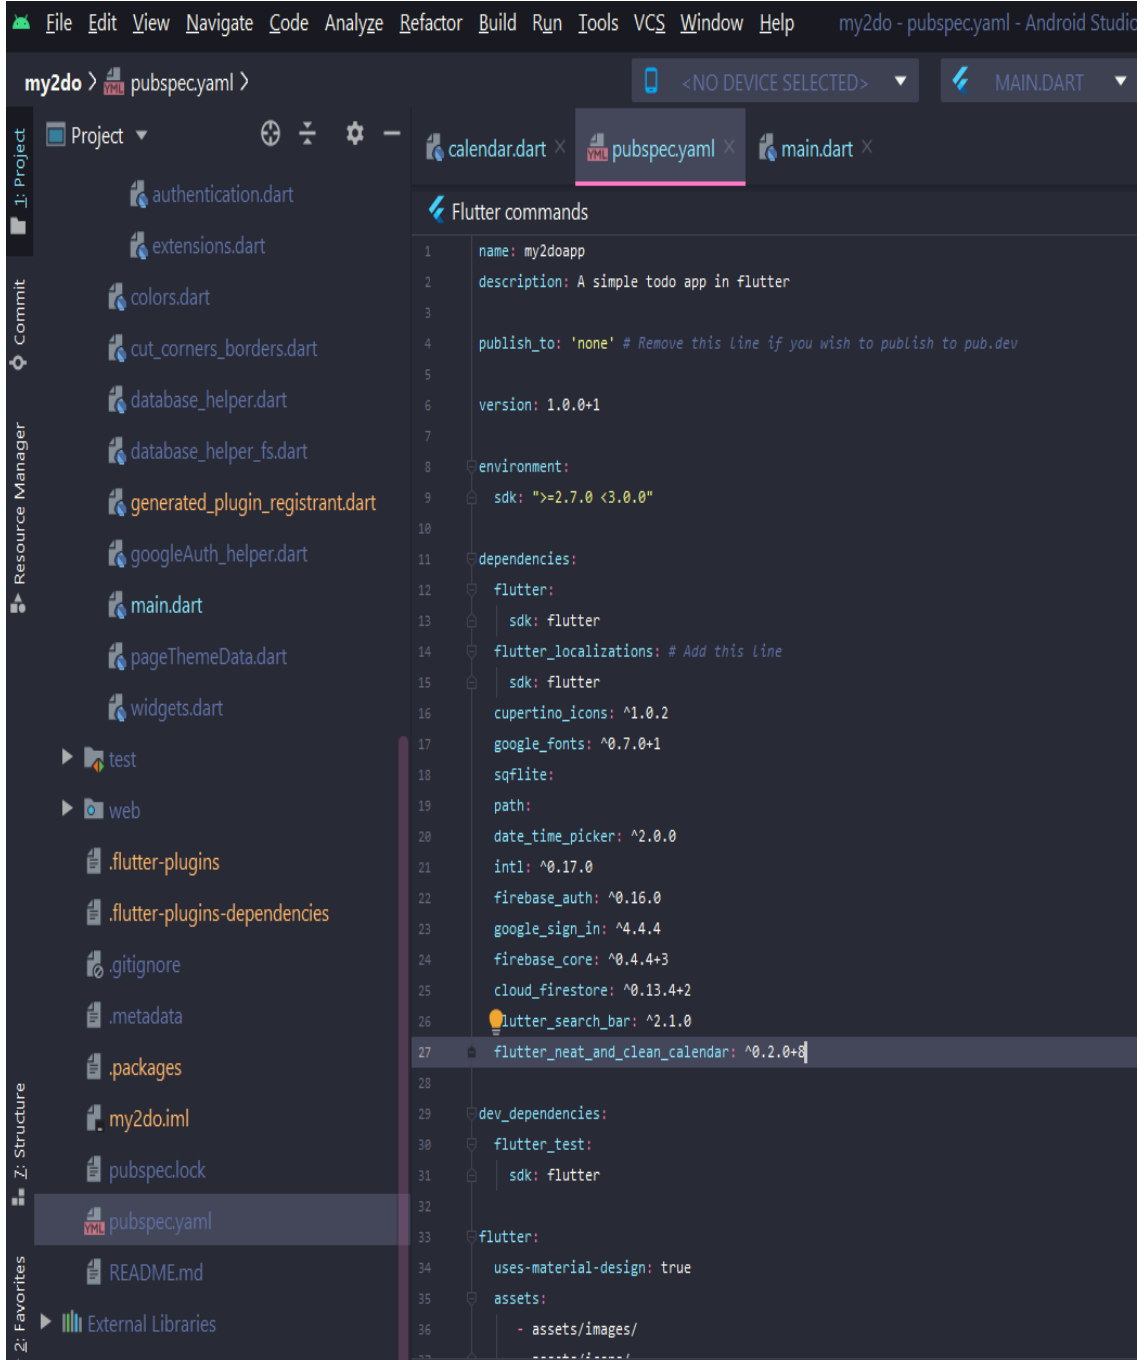 File Edit View Navigate Code Analyze Refactor Build Run Tools VCS Window Help my2do - pubspec.yaml - Android Studio
my2do pubspec.yaml <NO DEVICE SELECTED> MAIN.DART
1: Project
Commit
Resource Manager
7: Structure
2: Favorites
Project
authentication.dart
extensions.dart
colors.dart
cut_corners_borders.dart
database_helper.dart
database_helper_fs.dart
generated_plugin_registrant.dart
googleAuth_helper.dart
main.dart
pageThemeData.dart
widgets.dart
test
web
.flutter-plugins
.flutter-plugins-dependencies
.gitignore
.metadata
.packages
my2do.iml
pubspec.lock
pubspec.yaml
README.md
External Libraries
calendar.dart pubspec.yaml main.dart
Flutter commands
1 name: my2doapp
2 description: A simple todo app in flutter
3
4 publish_to: 'none' # Remove this line if you wish to publish to pub.dev
5
6 version: 1.0.0+1
7
8 environment:
9 sdk: ">=2.7.0 <3.0.0"
10
11 dependencies:
12 flutter:
13 sdk: flutter
14 flutter_localizations: # Add this line
15 sdk: flutter
16 cupertino_icons: ^1.0.2
17 google_fonts: ^0.7.0+1
18 sqflite:
19 path:
20 date_time_picker: ^2.0.0
21 intl: ^0.17.0
22 firebase_auth: ^0.16.0
23 google_sign_in: ^4.4.4
24 firebase_core: ^0.4.4+3
25 cloud_firestore: ^0.13.4+2
26 lutter_search_bar: ^2.1.0
27 flutter_neat_and_clean_calendar: ^0.2.0+8
28
29 dev_dependencies:
30 flutter_test:
31 sdk: flutter
32
33 flutter:
34 uses-material-design: true
35 assets:
36 - assets/images/